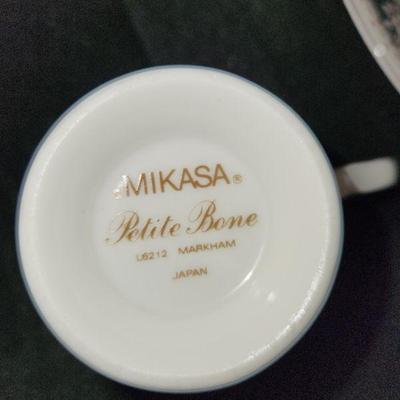 MIKASA®
Petite Bone
L6212 MARKHAM
JAPAN